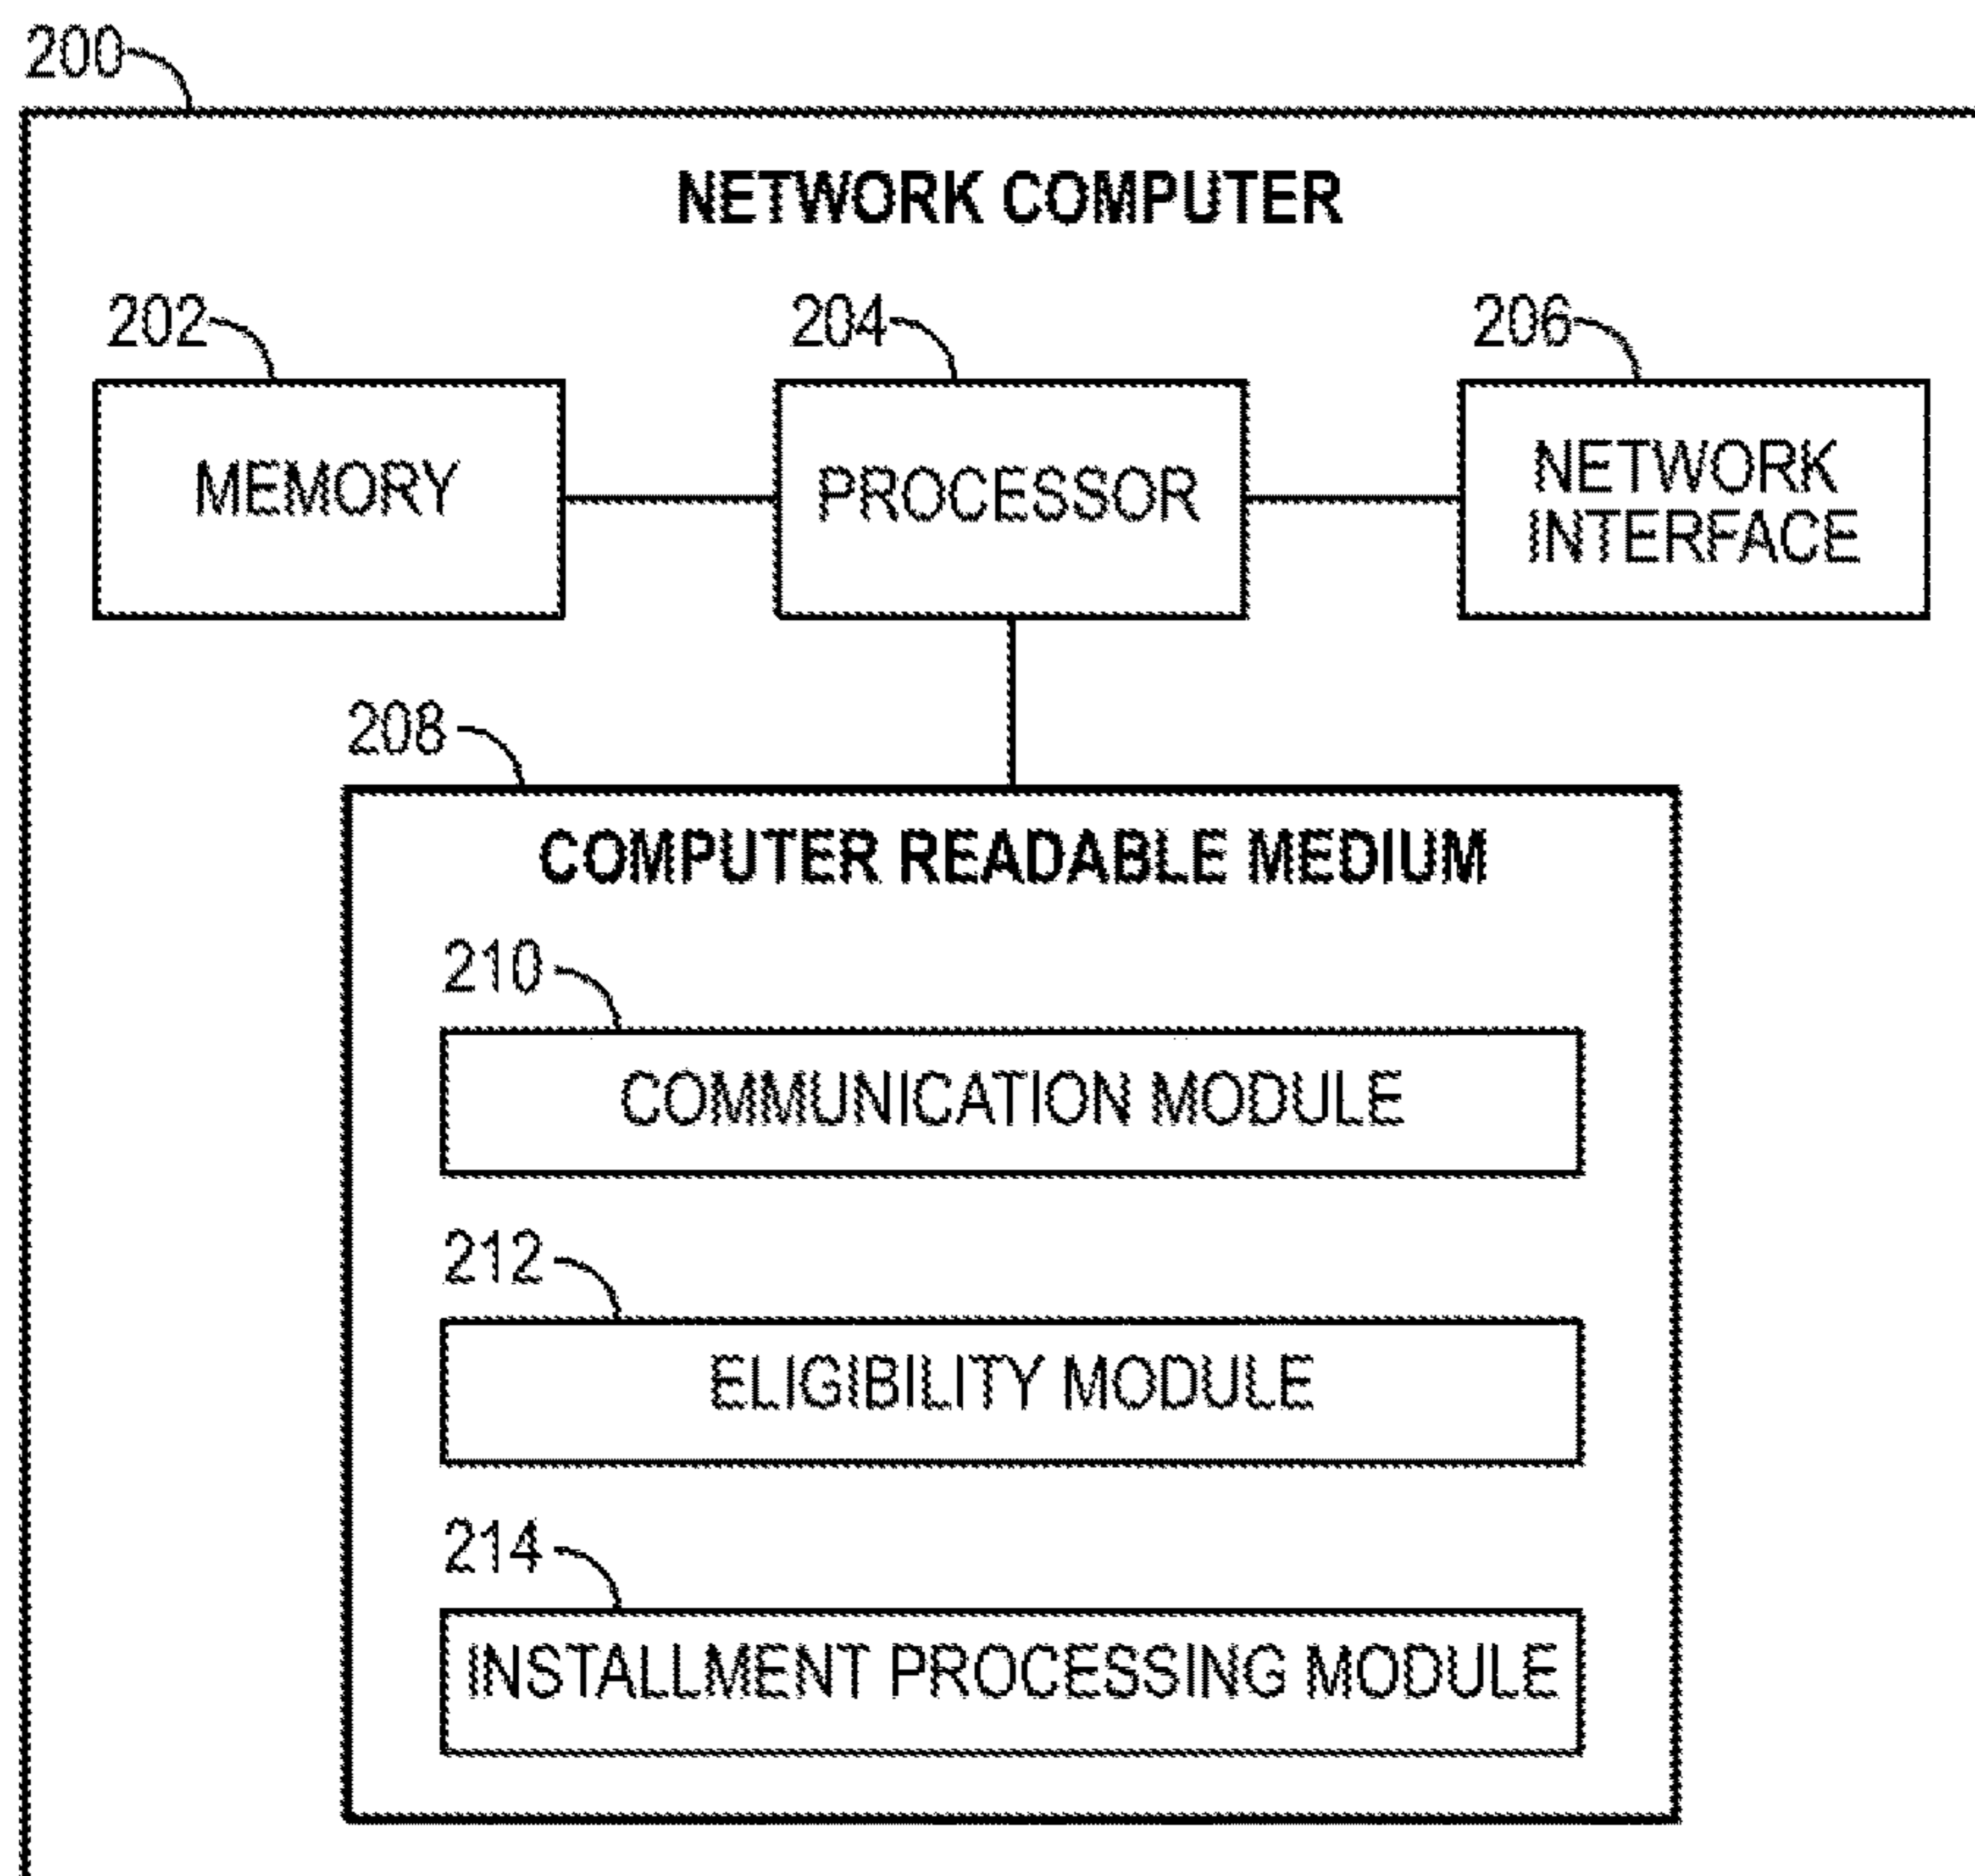 200
NETWORK COMPUTER
202
204
206
MEMORY
PROCESSOR
NETWORK
INTERFACE
208
COMPUTER READABLE MEDIUM
210
COMMUNICATION MODULE
212
ELIGIBILITY MODULE
214
INSTALLMENT PROCESSING MODULE